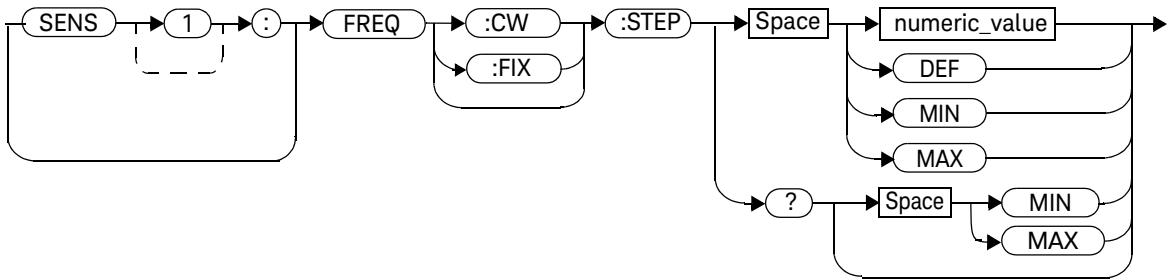 SENS 1 : FREQ :CW :STEP Space numeric_value
:FIX DEF
MIN
MAX
? Space MIN
MAX